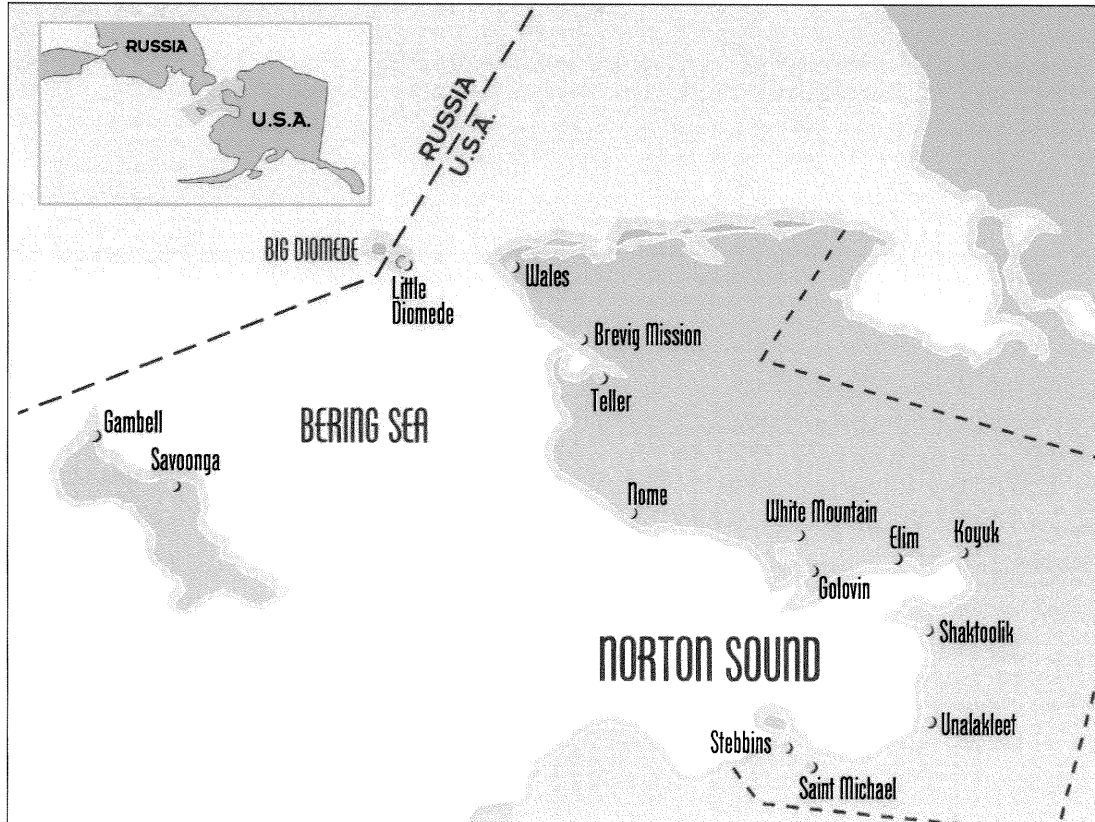 RUSSIA
U.S.A.
RUSSIA
U.S.A.
BIG DIOMEDE
Little
Diomede
Wales
Brevig Mission
Teller
Gambell
BERING SEA
Savoonga
Nome
White Mountain
Elim
Koyuk
Golovin
Shaktoolik
NORTON SOUND
Unalakleet
Stebbins
Saint Michael